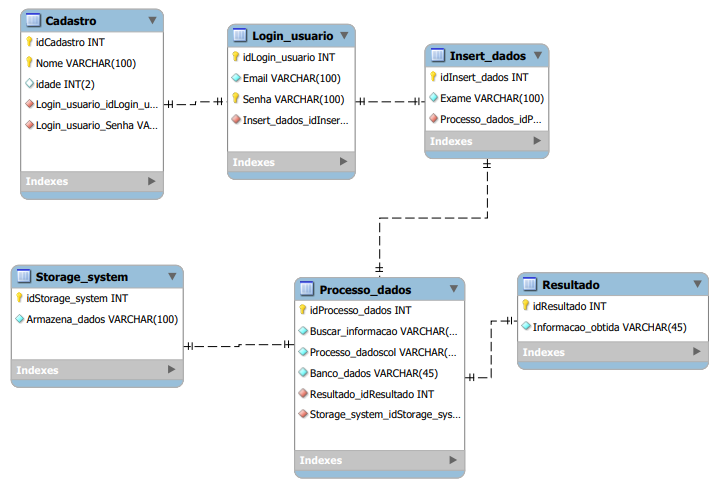 Cadastro
idCadastro INT
Nome VARCHAR(100)
idade INT(2)
Login_usuario_idLogin_u...
Login_usuario_Senha VA...
Indexes
Login_usuario
idLogin_usuario INT
Email VARCHAR(100)
Senha VARCHAR(100)
Insert_dados_idInser...
Indexes
Insert_dados
idInsert_dados INT
Exame VARCHAR(100)
Processo_dados_idP...
Indexes
Storage_system
idStorage_system INT
Armazena_dados VARCHAR(100)
Indexes
Processo_dados
idProcesso_dados INT
Buscar_informacao VARCHAR(...
Processo_dadoscol VARCHAR(...
Banco_dados VARCHAR(45)
Resultado_idResultado INT
Storage_system_idStorage_sys...
Indexes
Resultado
idResultado INT
Informacao_obtida VARCHAR(45)
Indexes